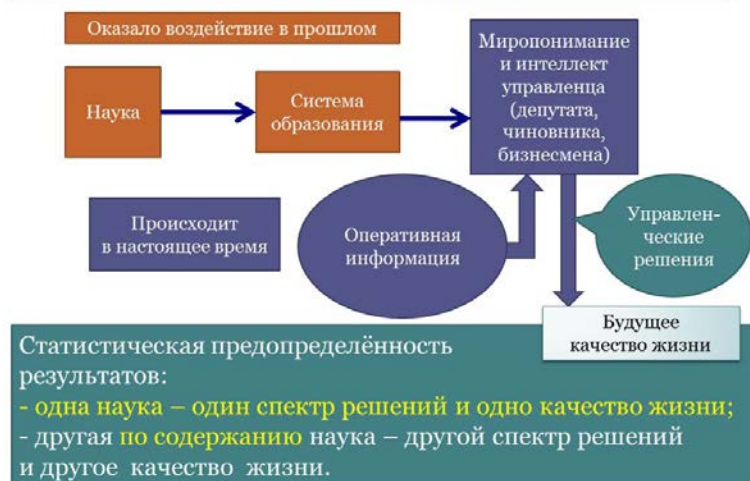 Оказало воздействие в прошлом
Наука
Система
образования
Миропонимание
и интеллект
управленца
(депутата,
чиновника,
бизнесмена)
Происходит
в настоящее время
Оперативная
информация
Управлен-
ческие
решения
Будущее
качество жизни
Статистическая предопределённость
результатов:
- одна наука – один спектр решений и одно качество жизни;
- другая по содержанию наука – другой спектр решений
и другое качество жизни.